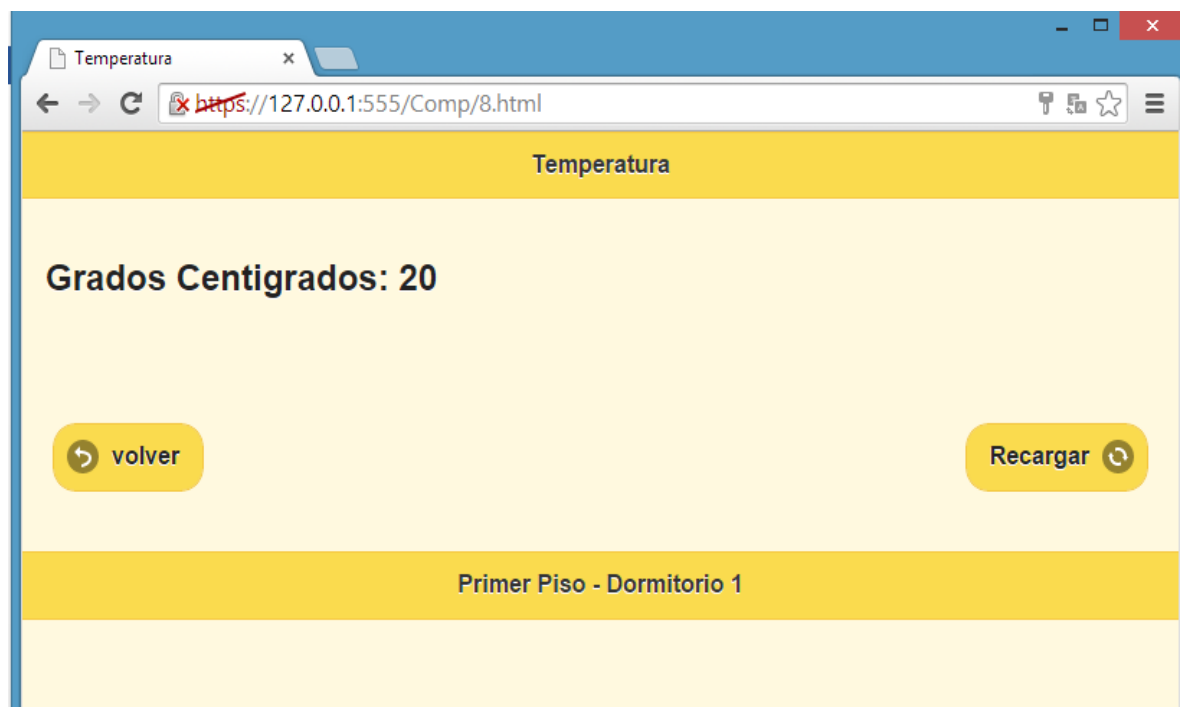 Temperatura
https://127.0.0.1:555/Comp/8.html
Temperatura
Grados Centigrados: 20
volver
Recargar
Primer Piso - Dormitorio 1